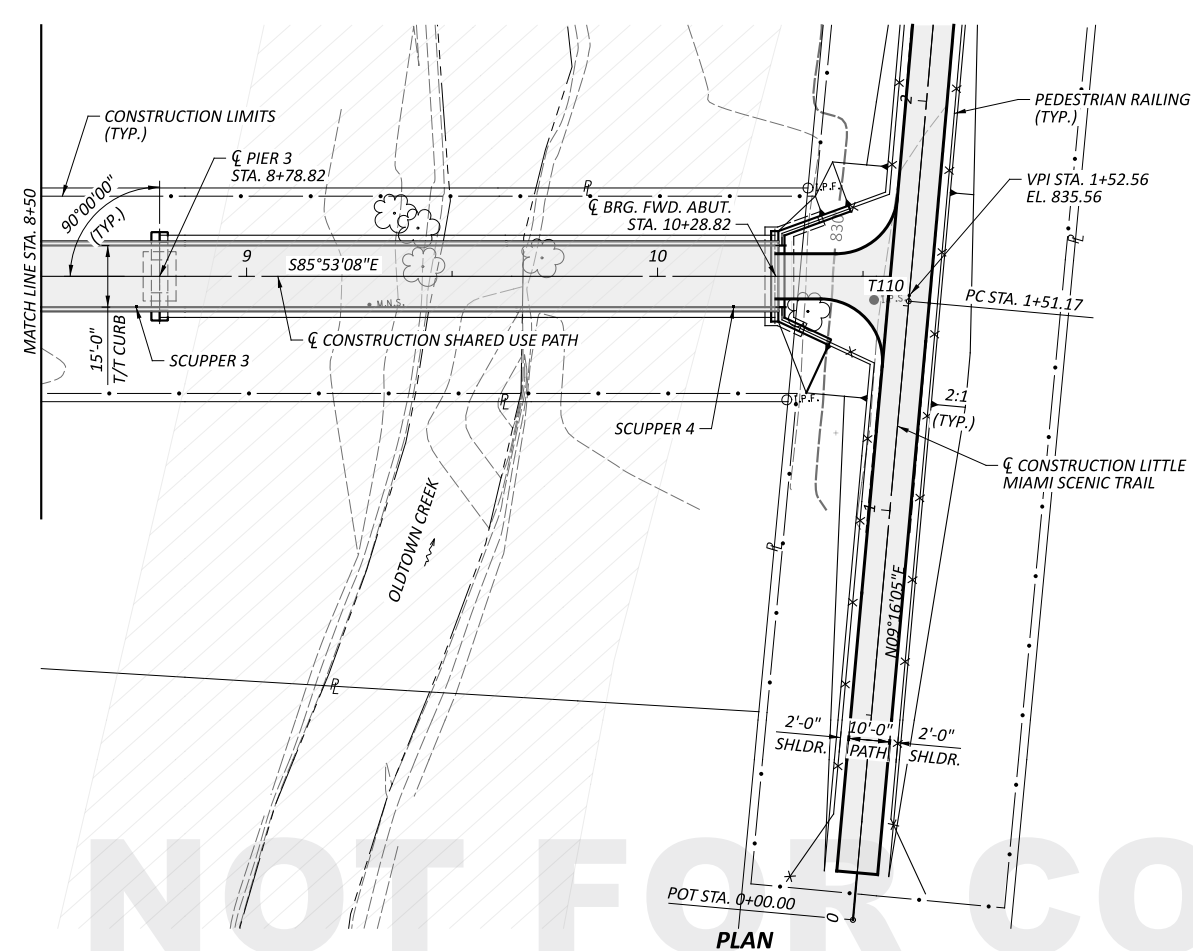 CONSTRUCTION LIMITS
(TYP.)
℄ PIER 3
STA. 8+78.82
PEDESTRIAN RAILING
(TYP.)
℄ BRG. FWD. ABUT.
STA. 10+28.82
VPI STA. 1+52.56
EL. 835.56
MATCH LINE STA. 8+50
90°00'00"
(TYP.)
I.P.F.
830
2
9
S85°53'08"E
10
T110
I.P.S.
PC STA. 1+51.17
M.N.S.
15'-0"
T/T CURB
SCUPPER 3
℄ CONSTRUCTION SHARED USE PATH
I.P.F.
SCUPPER 4
2:1
(TYP.)
℄ CONSTRUCTION LITTLE
MIAMI SCENIC TRAIL
1
OLDTOWN CREEK
N09°16'05"E
2'-0"
SHLDR.
10'-0"
PATH
2'-0"
SHLDR.
POT STA. 0+00.00
0
NOT FOR CO
PLAN